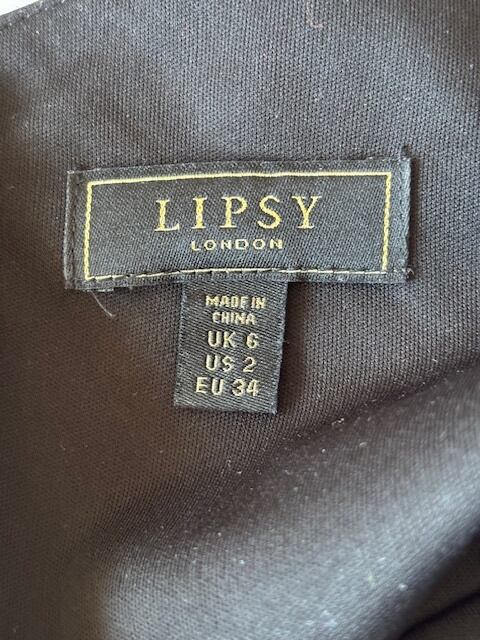 LIPSY
LONDON
MADE IN
CHINA
UK 6
US 2
EU 34